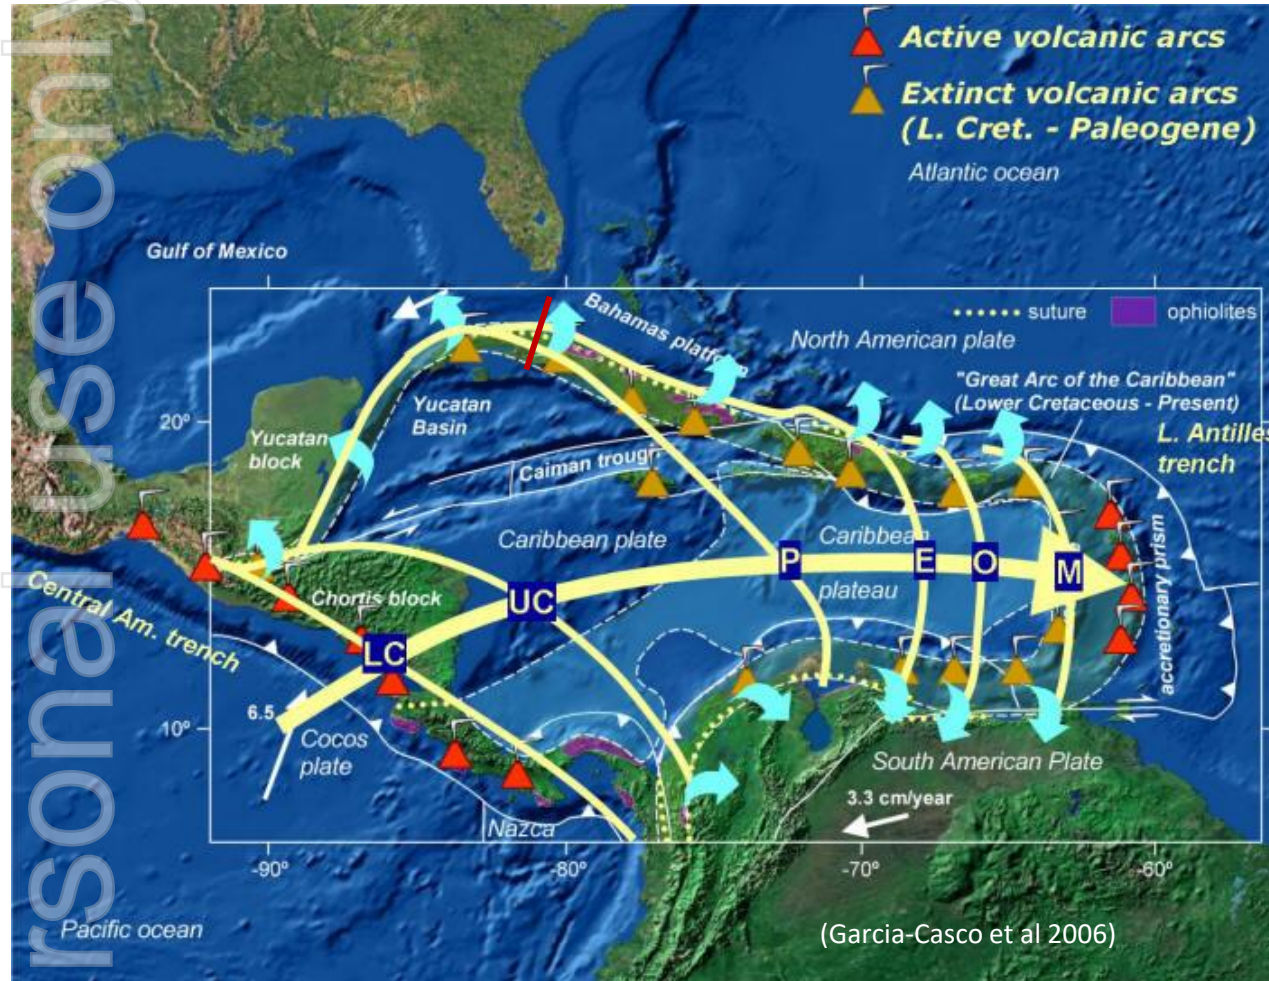 rsonal use only
Active volcanic arcs
Extinct volcanic arcs
(L. Cret. - Paleogene)
Atlantic ocean
Gulf of Mexico
Bahamas platform
suture
ophiolites
North American plate
"Great Arc of the Caribbean"
(Lower Cretaceous - Present)
20º
Yucatan
Basin
L. Antilles
trench
Yucatan
block
Caiman trough
Caribbean plate
Caribbean
plateau
P
E
O
M
accretionary prism
Central Am. trench
Chortis block
UC
LC
6.5
10º
Cocos
plate
South American Plate
3.3 cm/year
Nazca
-90º
-80º
-70º
-60º
Pacific ocean
(Garcia-Casco et al 2006)